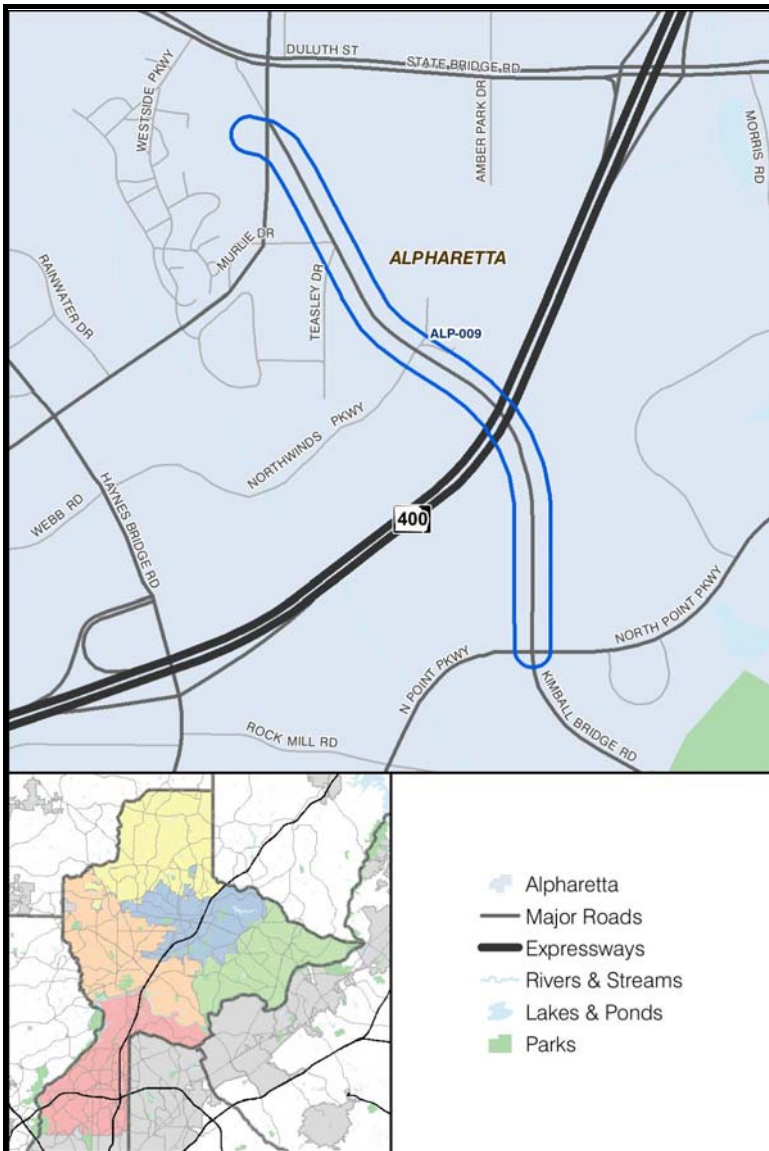 DULUTH ST
STATE BRIDGE RD
WESTSIDE PKWY
AMBER PARK DR
MORRIS RD
MURLIE DR
ALPHARETTA
RAINWATER DR
TEASLEY DR
ALP-009
NORTHWINDS PKWY
HAYNES BRIDGE RD
WEBB RD
400
NORTH POINT PKWY
N POINT PKWY
KIMBALL BRIDGE RD
ROCK MILL RD
Alpharetta
Major Roads
Expressways
Rivers & Streams
Lakes & Ponds
Parks